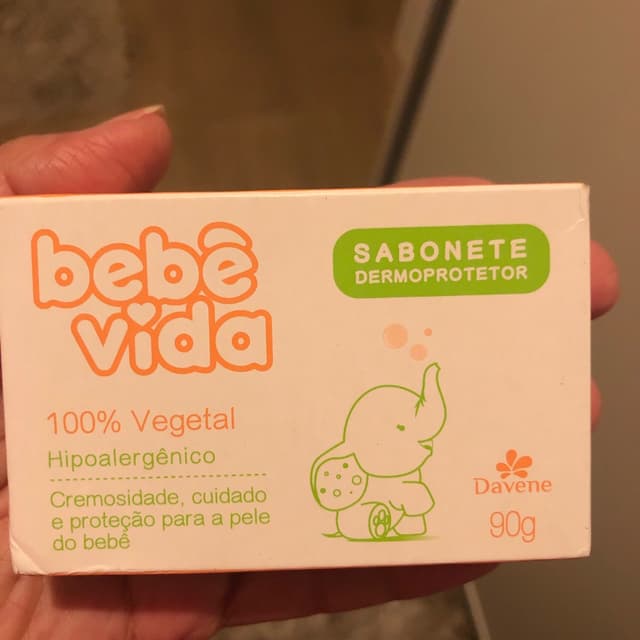 bebê
vida
SABONETE
DERMOPROTETOR
100% Vegetal
Hipoalergênico
Cremosidade, cuidado
e proteção para a pele
do bebê
Davene
90g